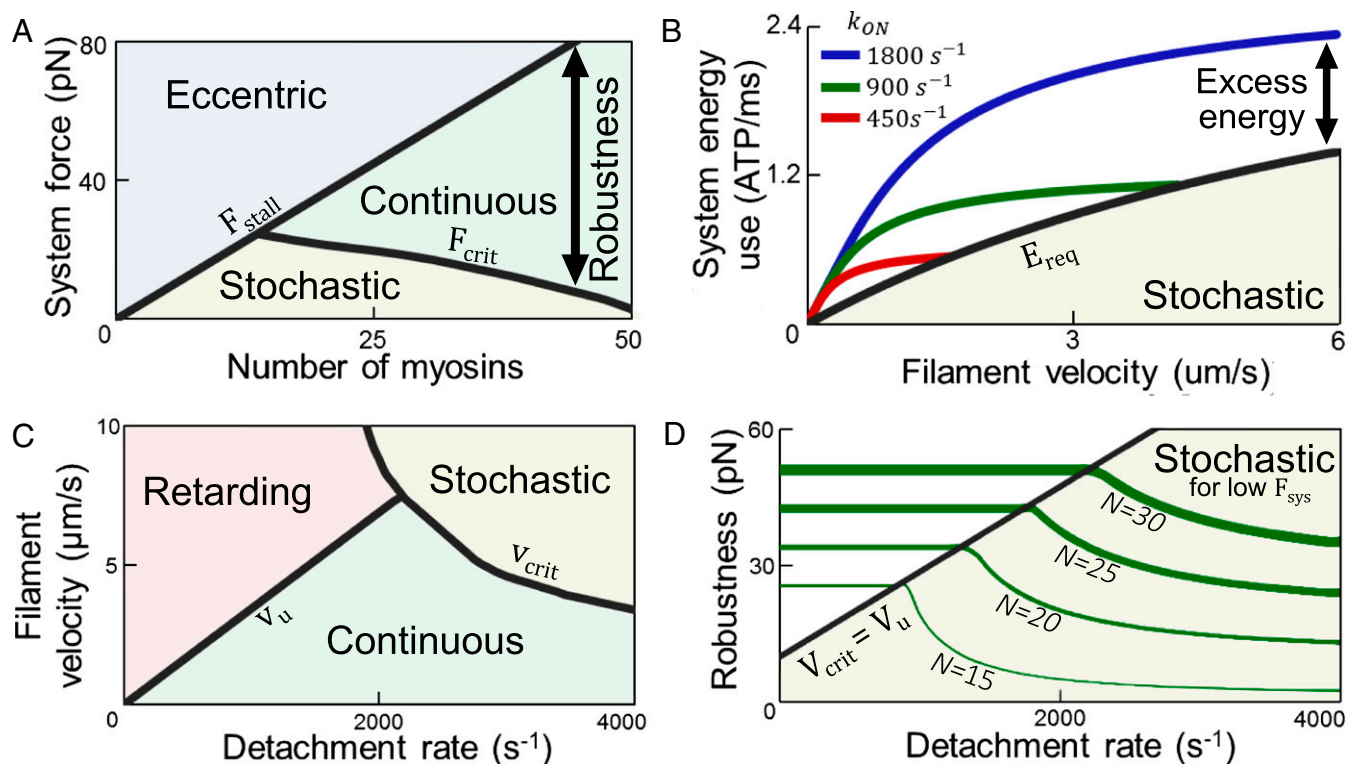 A
System force (pN)
80
40
0
25
50
Number of myosins
Eccentric
F_stall
Continuous
F_crit
Stochastic
Robustness
B
System energy
use (ATP/ms)
2.4
1.2
0
3
6
Filament velocity (um/s)
k_ON
1800 s⁻¹
900 s⁻¹
450s⁻¹
Excess
energy
E_req
Stochastic
C
Filament
velocity (µm/s)
10
5
0
2000
4000
Detachment rate (s⁻¹)
Retarding
Stochastic
v_crit
v_u
Continuous
D
Robustness (pN)
60
30
0
2000
4000
Detachment rate (s⁻¹)
Stochastic
for low F_sys
N=30
N=25
N=20
N=15
V_crit = V_u